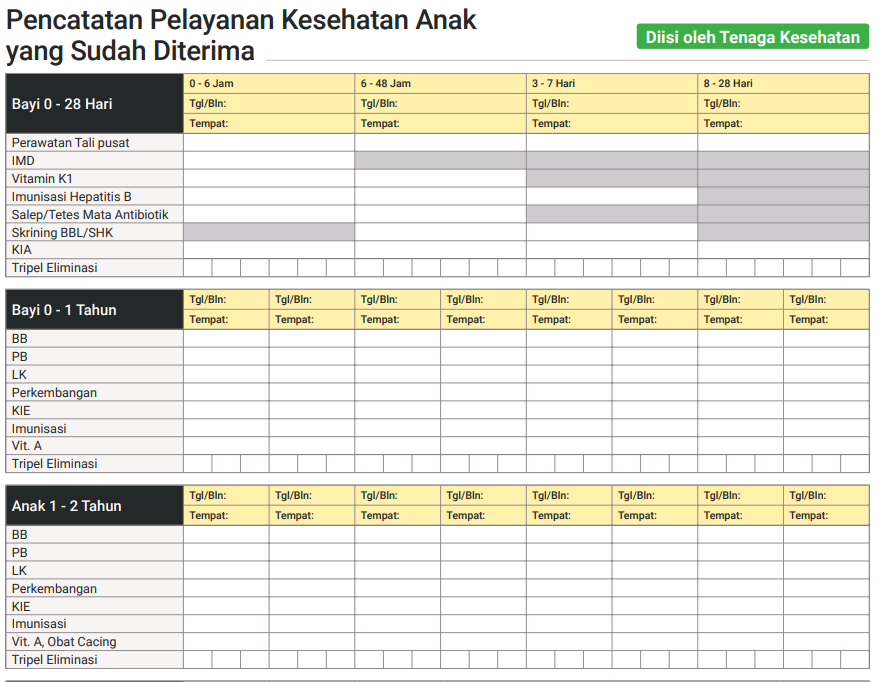 Pencatatan Pelayanan Kesehatan Anak
yang Sudah Diterima
Diisi oleh Tenaga Kesehatan
Bayi 0 - 28 Hari
0 - 6 Jam 6 - 48 Jam 3 - 7 Hari 8 - 28 Hari
Tgl/Bln: Tgl/Bln: Tgl/Bln: Tgl/Bln:
Tempat: Tempat: Tempat: Tempat:
Perawatan Tali pusat
IMD
Vitamin K1
Imunisasi Hepatitis B
Salep/Tetes Mata Antibiotik
Skrining BBL/SHK
KIA
Tripel Eliminasi
Bayi 0 - 1 Tahun
Tgl/Bln: Tgl/Bln: Tgl/Bln: Tgl/Bln: Tgl/Bln: Tgl/Bln: Tgl/Bln: Tgl/Bln:
Tempat: Tempat: Tempat: Tempat: Tempat: Tempat: Tempat: Tempat:
BB
PB
LK
Perkembangan
KIE
Imunisasi
Vit. A
Tripel Eliminasi
Anak 1 - 2 Tahun
Tgl/Bln: Tgl/Bln: Tgl/Bln: Tgl/Bln: Tgl/Bln: Tgl/Bln: Tgl/Bln: Tgl/Bln:
Tempat: Tempat: Tempat: Tempat: Tempat: Tempat: Tempat: Tempat:
BB
PB
LK
Perkembangan
KIE
Imunisasi
Vit. A, Obat Cacing
Tripel Eliminasi